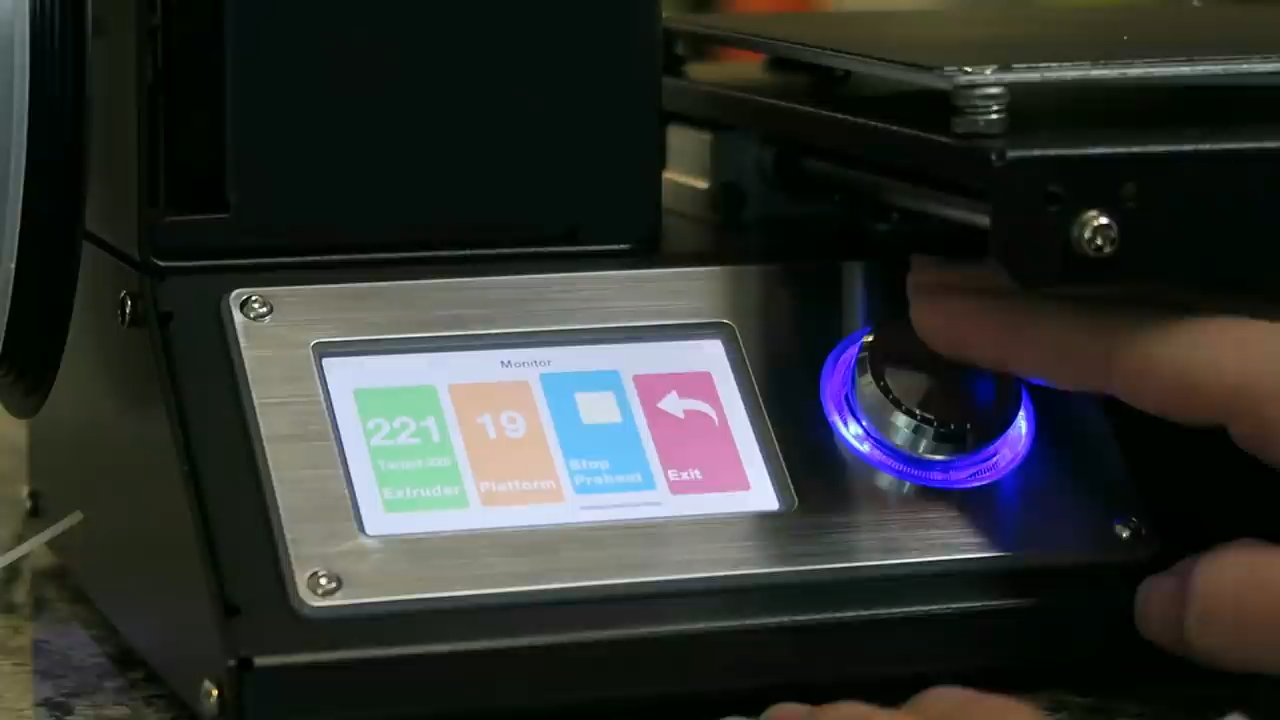 Monitor
221
Target:220
Extruder
19
Platform
Stop
Preheat
Exit